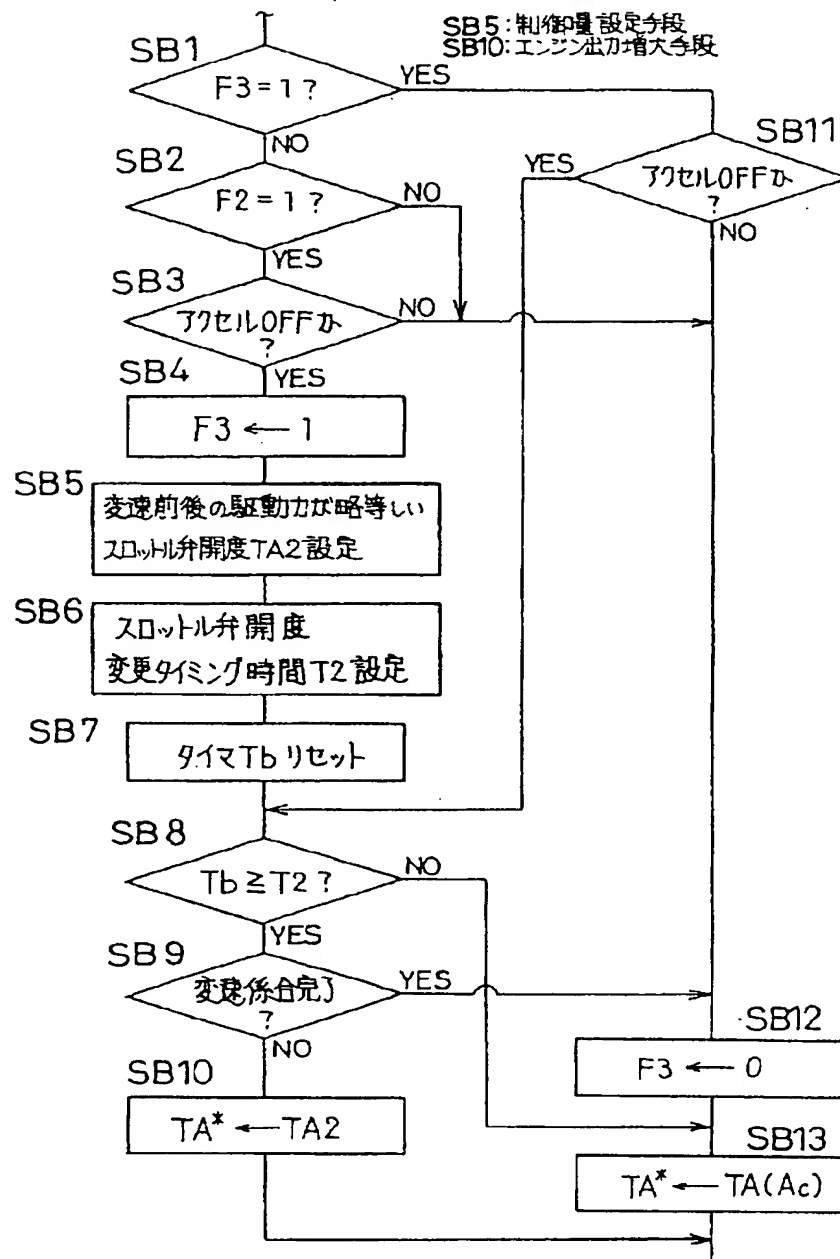 SB5:制御量設定手段
SB10:エンジン出力増大手段
SB1
F3=1?
YES
NO
SB11
アクセルOFFか
?
YES
NO
SB2
F2=1?
NO
YES
SB3
アクセルOFFか
?
NO
YES
SB4
F3 ← 1
SB5
変速前後の駆動力が略等しい
スロットル弁開度TA2設定
SB6
スロットル弁開度
変更タイミング時間T2設定
SB7
タイマTbリセット
SB8
Tb≧T2?
NO
YES
SB9
変速係合完了
?
YES
NO
SB10
TA* ← TA2
SB12
F3 ← 0
SB13
TA* ← TA(Ac)